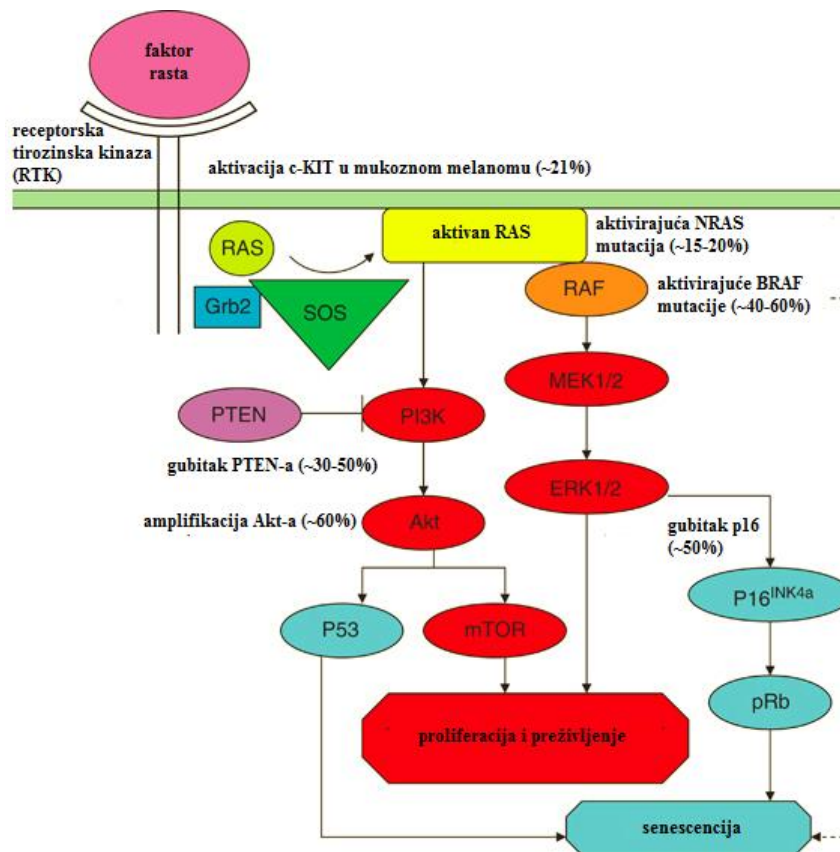 faktor
rasta
receptorska
tirozinska kinaza
(RTK)
aktivacija c-KIT u mukoznom melanomu (~21%)
RAS
aktivan RAS
aktivirajuća NRAS
mutacija (~15-20%)
Grb2
SOS
RAF
aktivirajuće BRAF
mutacije (~40-60%)
MEK1/2
PTEN
PI3K
gubitak PTEN-a (~30-50%)
ERK1/2
amplifikacija Akt-a (~60%)
Akt
gubitak p16
(~50%)
P16INK4a
P53
mTOR
pRb
proliferacija i preživljenje
senescencija